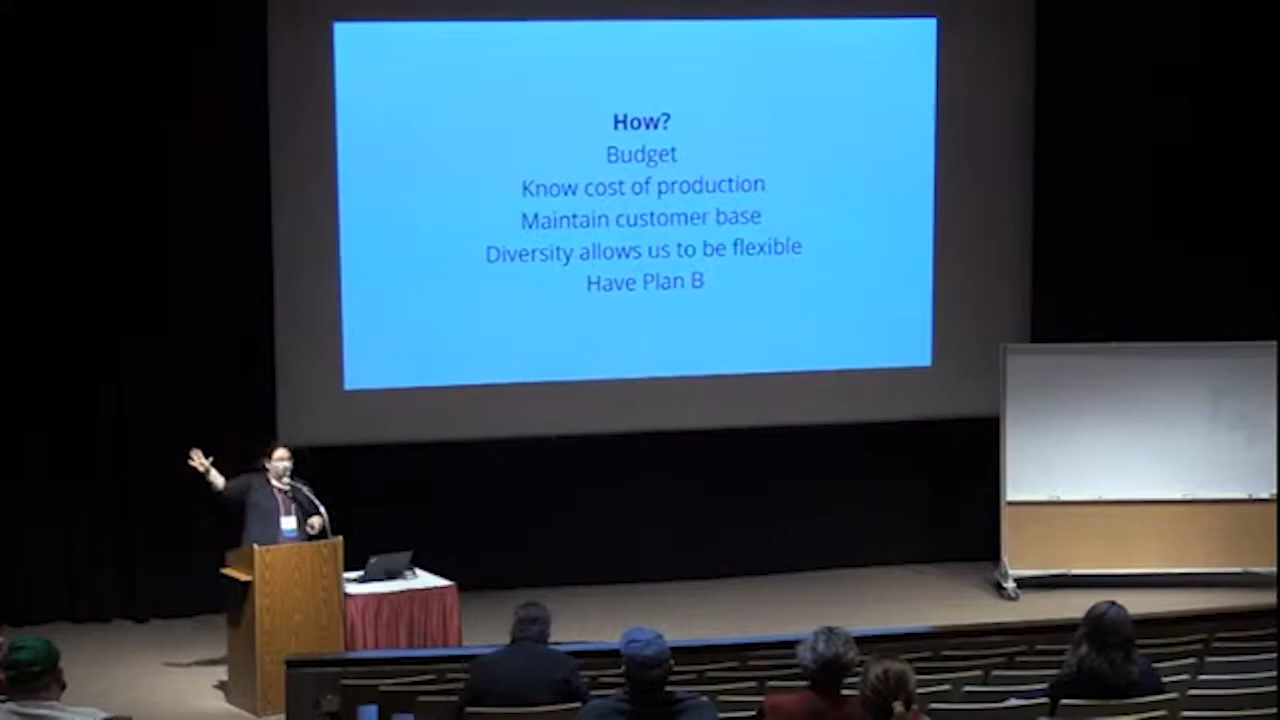 How?
Budget
Know cost of production
Maintain customer base
Diversity allows us to be flexible
Have Plan B